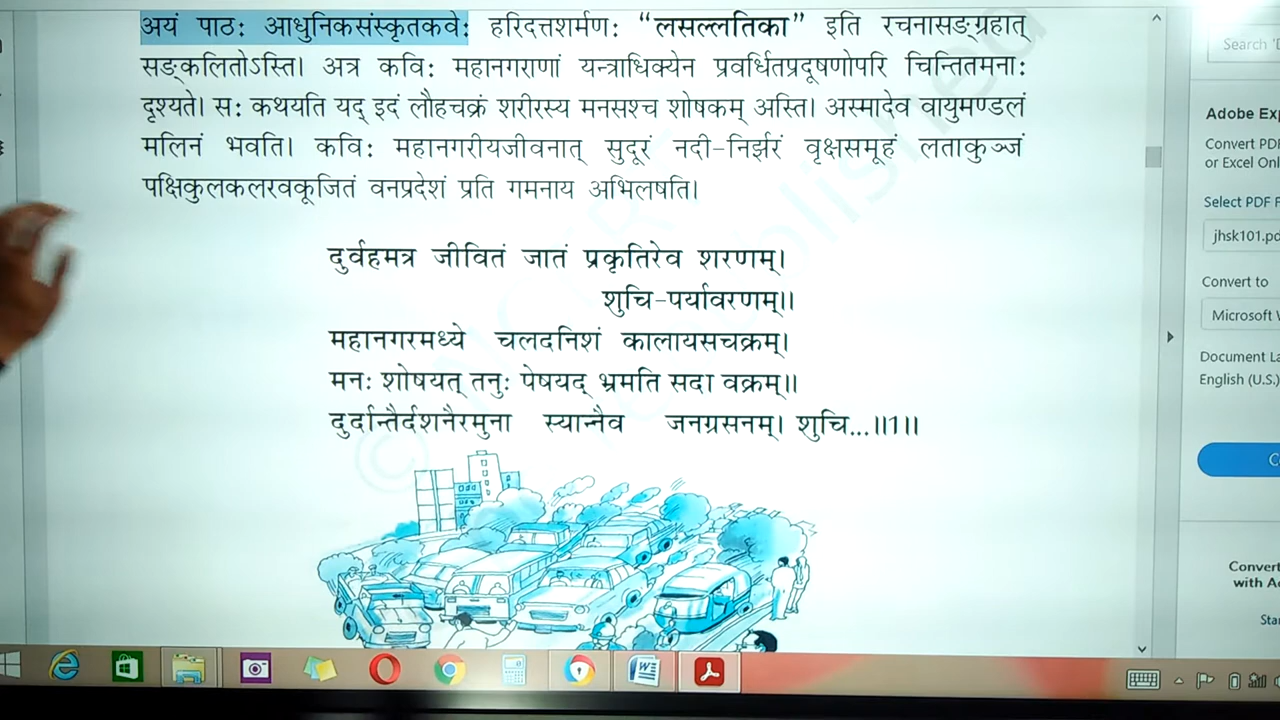 अयं पाठः आधुनिकसंस्कृतकवेः हरिदत्तशर्मणः “लसल्लतिका” इति रचनासङ्ग्रहात्
सङ्कलितोऽस्ति। अत्र कविः महानगराणां यन्त्राधिक्येन प्रवर्धितप्रदूषणोपरि चिन्तितमनाः
दृश्यते। सः कथयति यद् इदं लौहचक्रं शरीरस्य मनसश्च शोषकम् अस्ति। अस्मादेव वायुमण्डलं
मलिनं भवति। कविः महानगरीयजीवनात् सुदूरं नदी-निर्झरं वृक्षसमूहं लताकुञ्जं
पक्षिकुलकलरवकूजितं वनप्रदेशं प्रति गमनाय अभिलषति।
दुर्वहमत्र जीवितं जातं प्रकृतिरेव शरणम्।
शुचि-पर्यावरणम्॥
महानगरमध्ये चलदनिशं कालायसचक्रम्।
मनः शोषयत् तनुः पेषयद् भ्रमति सदा वक्रम्॥
दुर्दान्तैर्दशनैरमुना स्यान्नैव जनग्रसनम्। शुचि...॥1॥
Search
Adobe Exp
Convert PDF
or Excel Onl
Select PDF F
jhsk101.pd
Convert to
Microsoft W
Document La
English (U.S.)
C
Convert
with A
Sta